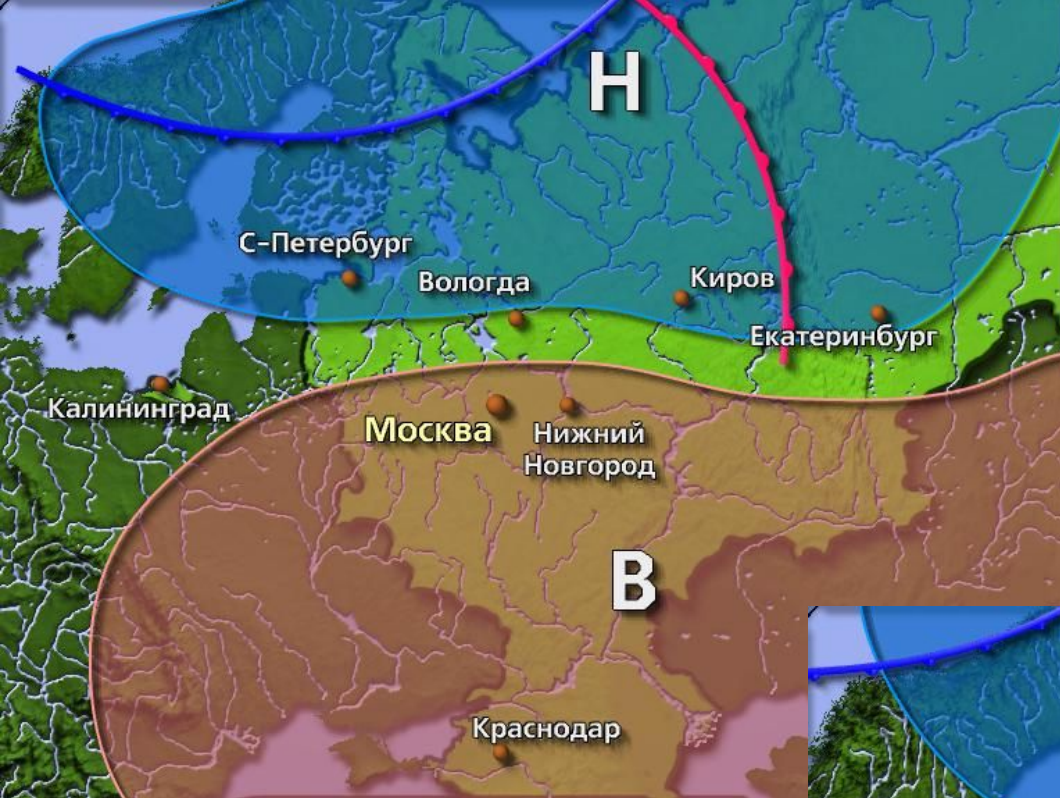 Н
С-Петербург
Вологда
Киров
Екатеринбург
Калининград
Москва
Нижний
Новгород
В
Краснодар